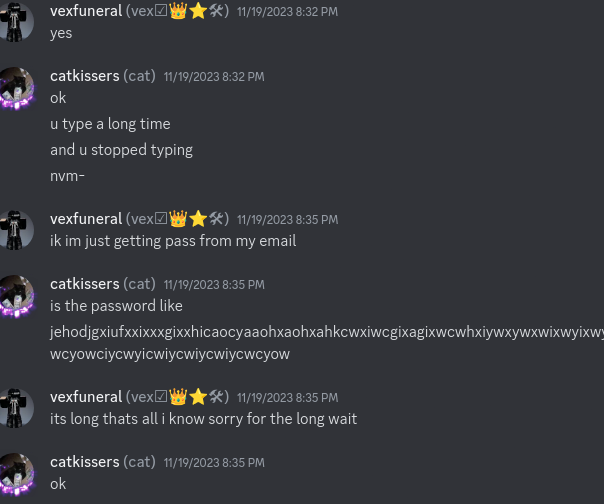 vexfuneral (vex☑👑⭐🛠) 11/19/2023 8:32 PM
yes
catkissers (cat) 11/19/2023 8:32 PM
ok
u type a long time
and u stopped typing
nvm-
vexfuneral (vex☑👑⭐🛠) 11/19/2023 8:35 PM
ik im just getting pass from my email
catkissers (cat) 11/19/2023 8:35 PM
is the password like
jehodjgxiufxxixxxgixxhicaocyaaohxaohxahkcwxiwcgixagixwcwhxiywxywxwixwyixwy
wcyowciycwyicwiycwiycwiycwcyow
vexfuneral (vex☑👑⭐🛠) 11/19/2023 8:35 PM
its long thats all i know sorry for the long wait
catkissers (cat) 11/19/2023 8:35 PM
ok